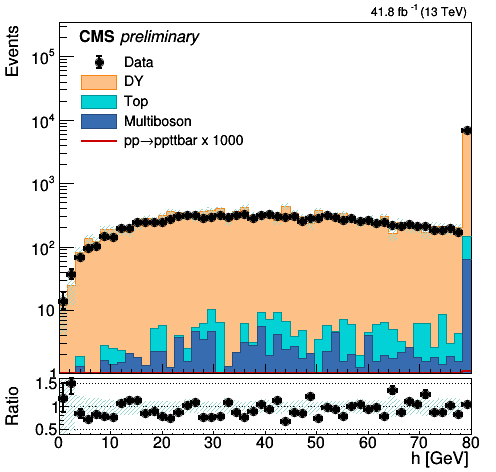 41.8 fb⁻¹ (13 TeV)
CMS preliminary
Data
DY
Top
Multiboson
pp→ppttbar x 1000
Events
10⁵
10⁴
10³
10²
10
1
Ratio
1.5
1
0.5
0 10 20 30 40 50 60 70 80
h [GeV]